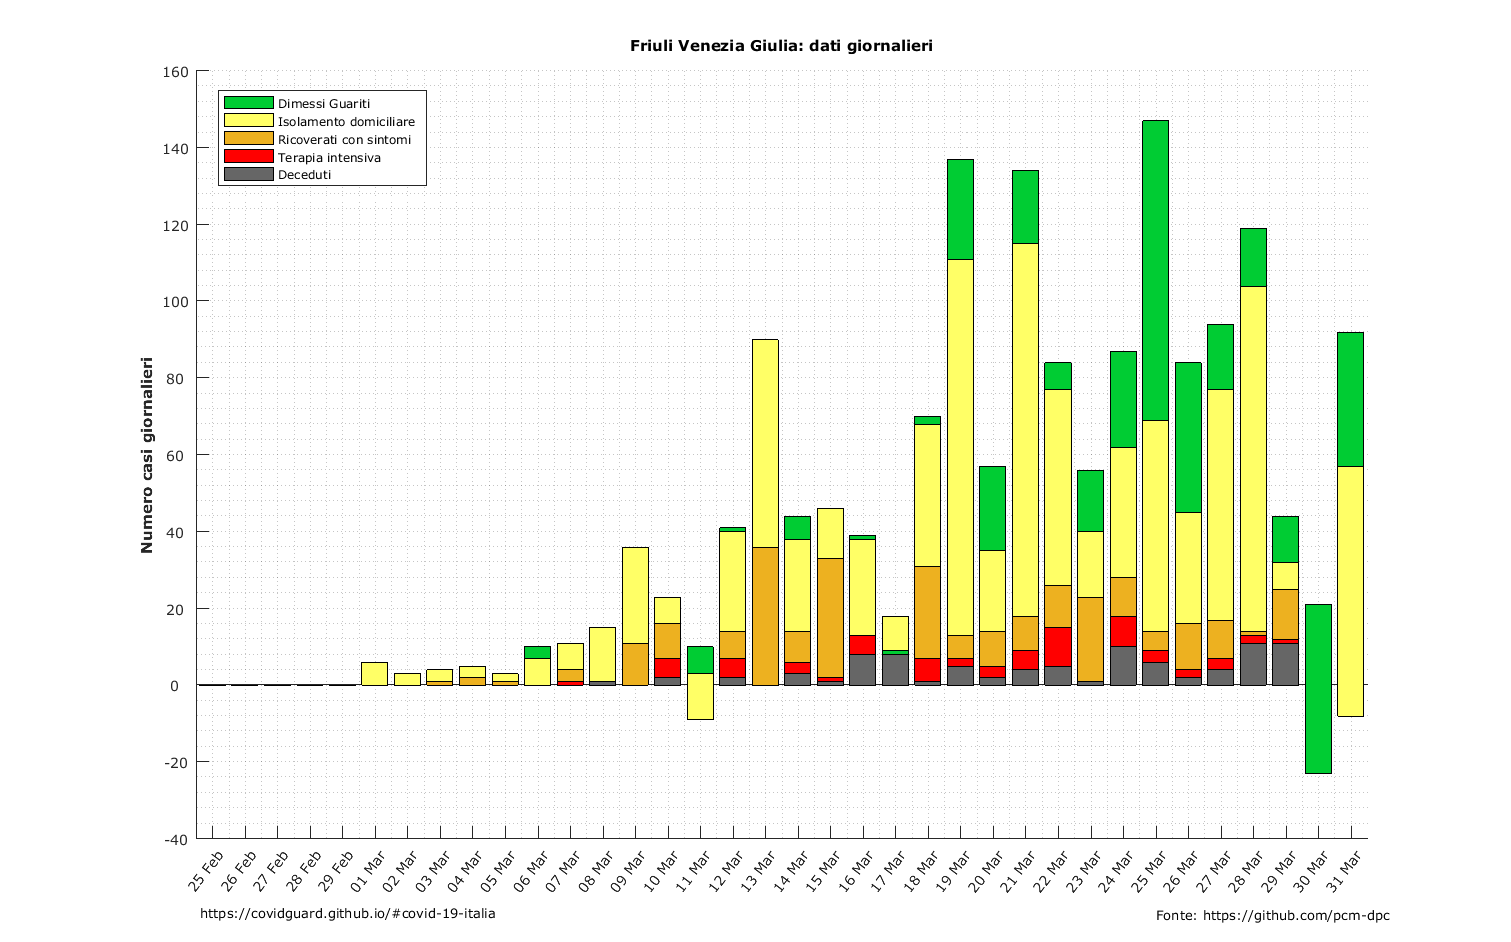 Friuli Venezia Giulia: dati giornalieri
160
140
120
100
80
60
40
20
0
-20
-40
Numero casi giornalieri
Dimessi Guariti
Isolamento domiciliare
Ricoverati con sintomi
Terapia intensiva
Deceduti
25 Feb
26 Feb
27 Feb
28 Feb
29 Feb
01 Mar
02 Mar
03 Mar
04 Mar
05 Mar
06 Mar
07 Mar
08 Mar
09 Mar
10 Mar
11 Mar
12 Mar
13 Mar
14 Mar
15 Mar
16 Mar
17 Mar
18 Mar
19 Mar
20 Mar
21 Mar
22 Mar
23 Mar
24 Mar
25 Mar
26 Mar
27 Mar
28 Mar
29 Mar
30 Mar
31 Mar
https://covidguard.github.io/#covid-19-italia
Fonte: https://github.com/pcm-dpc